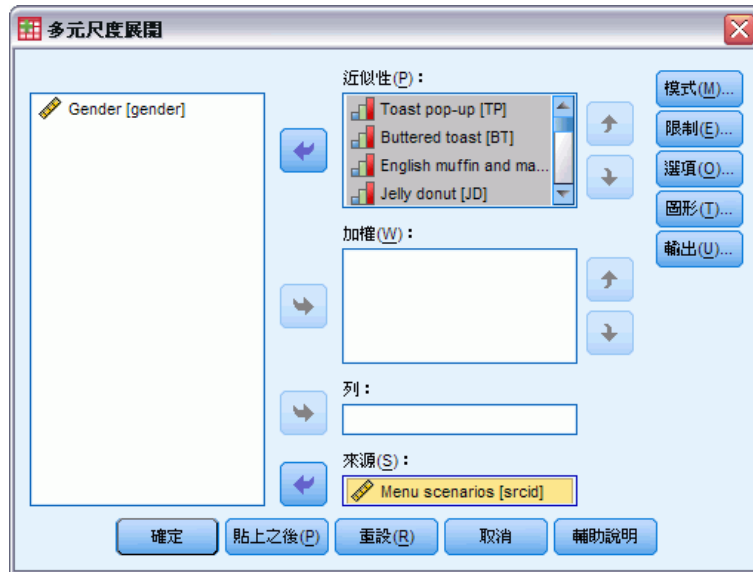 多元尺度展開
Gender [gender]
近似性(P)：
Toast pop-up [TP]
Buttered toast [BT]
English muffin and ma...
Jelly donut [JD]
加權(W)：
列：
來源(S)：
Menu scenarios [srcid]
模式(M)...
限制(E)...
選項(O)...
圖形(T)...
輸出(U)...
確定
貼上之後(P)
重設(R)
取消
輔助說明